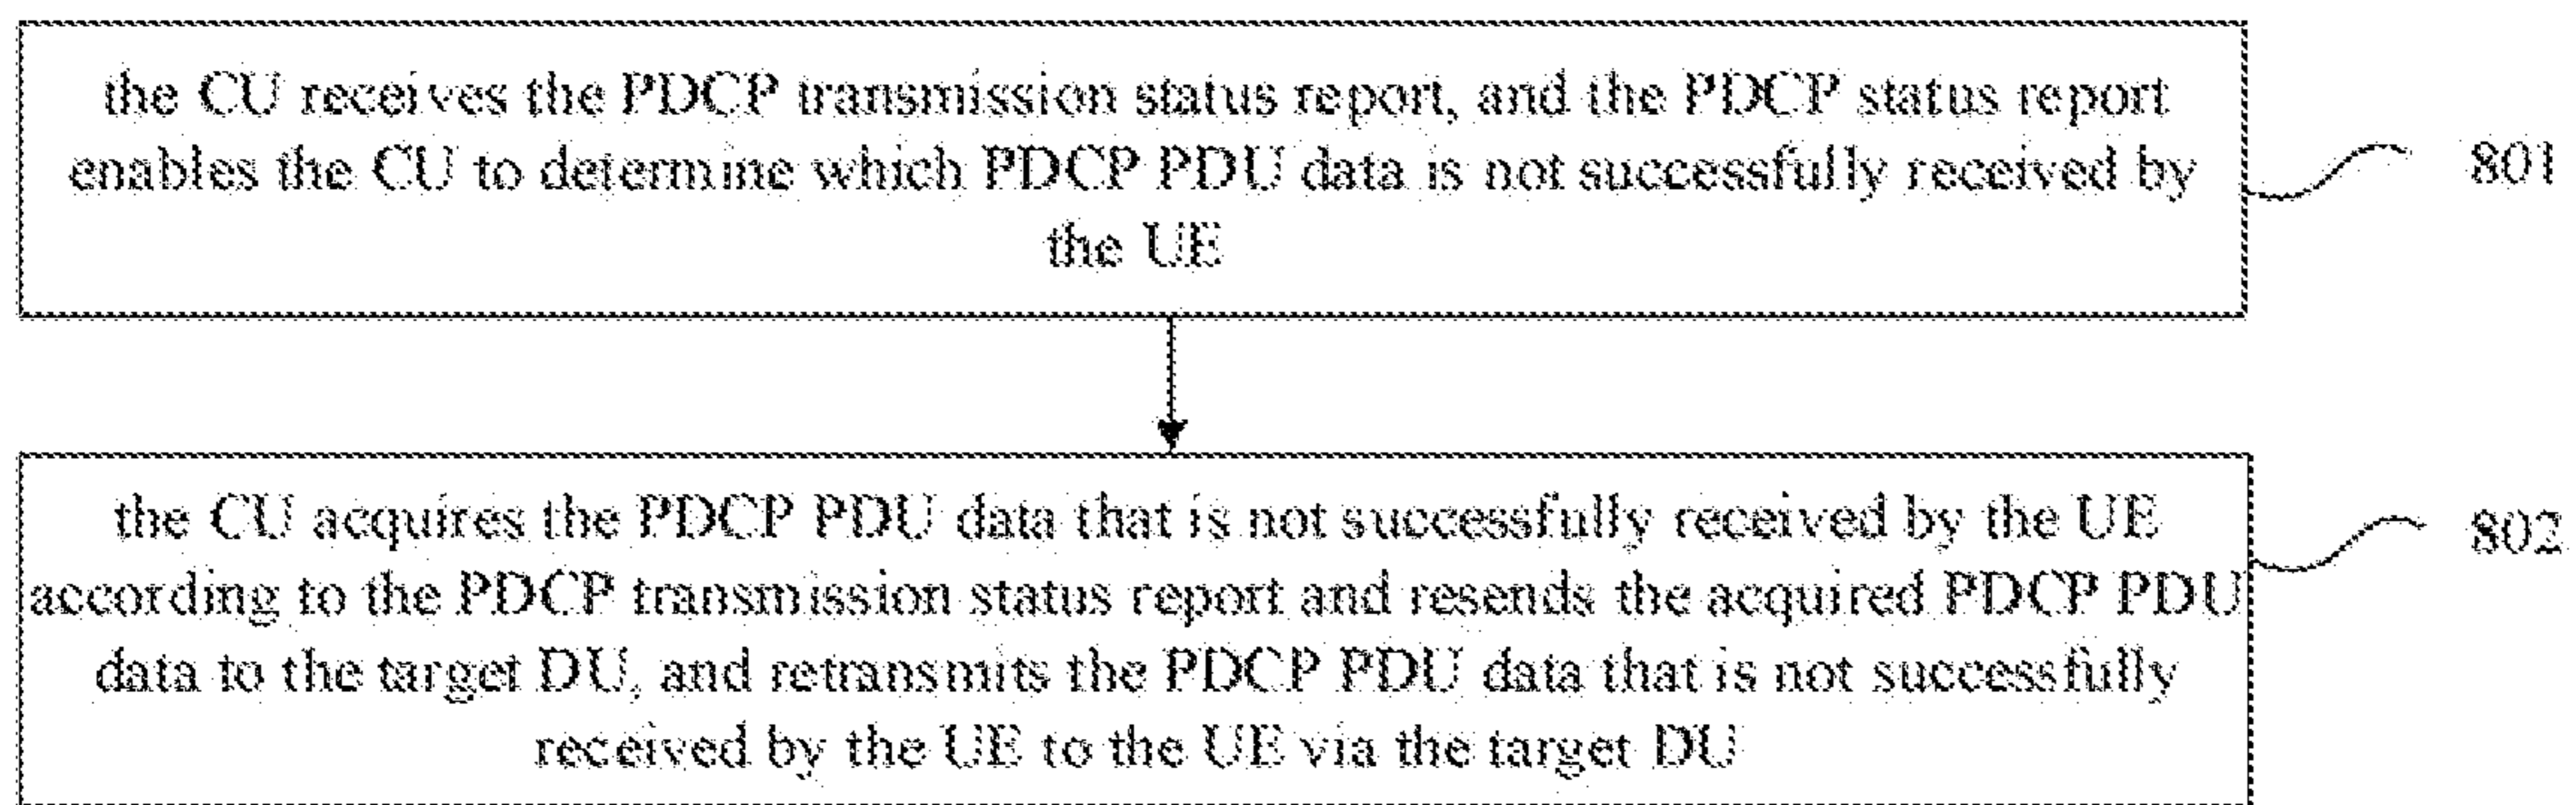 the CU receives the PDCP transmission status report, and the PDCP status report
enables the CU to determine which PDCP PDU data is not successfully received by
the UE
801
the CU acquires the PDCP PDU data that is not successfully received by the UE
according to the PDCP transmission status report and resends the acquired PDCP PDU
data to the target DU, and retransmits the PDCP PDU data that is not successfully
received by the UE to the UE via the target DU
802